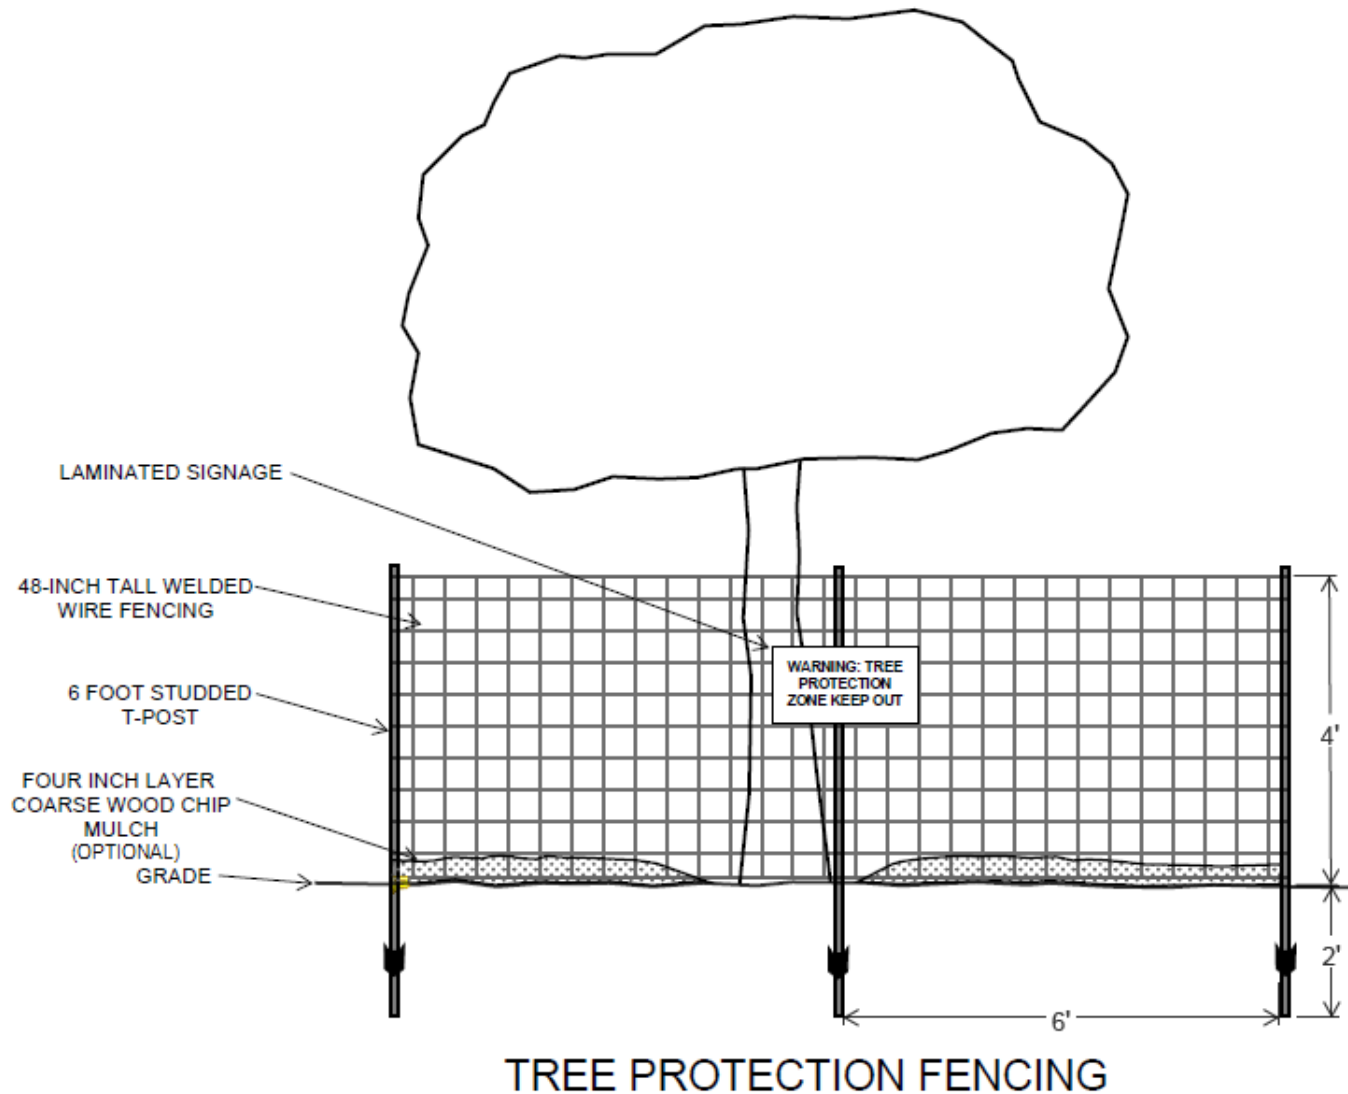 LAMINATED SIGNAGE
48-INCH TALL WELDED
WIRE FENCING
WARNING: TREE
PROTECTION
ZONE KEEP OUT
6 FOOT STUDDED
T-POST
4'
FOUR INCH LAYER
COARSE WOOD CHIP
MULCH
(OPTIONAL)
GRADE
2'
6'
TREE PROTECTION FENCING